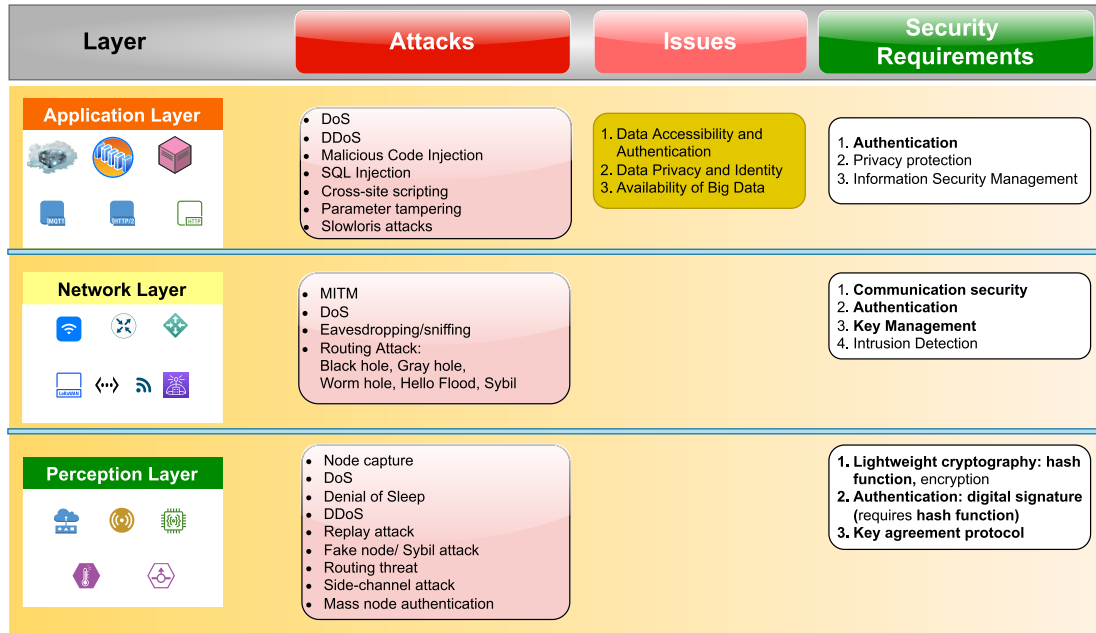 Layer
Attacks
Issues
Security
Requirements
Application Layer
MQTT
HTTP/2
HTTP
• DoS
• DDoS
• Malicious Code Injection
• SQL Injection
• Cross-site scripting
• Parameter tampering
• Slowloris attacks
1. Data Accessibility and
Authentication
2. Data Privacy and Identity
3. Availability of Big Data
1. Authentication
2. Privacy protection
3. Information Security Management
Network Layer
LoRaWAN
• MITM
• DoS
• Eavesdropping/sniffing
• Routing Attack:
Black hole, Gray hole,
Worm hole, Hello Flood, Sybil
1. Communication security
2. Authentication
3. Key Management
4. Intrusion Detection
Perception Layer
• Node capture
• DoS
• Denial of Sleep
• DDoS
• Replay attack
• Fake node/ Sybil attack
• Routing threat
• Side-channel attack
• Mass node authentication
1. Lightweight cryptography: hash
function, encryption
2. Authentication: digital signature
(requires hash function)
3. Key agreement protocol